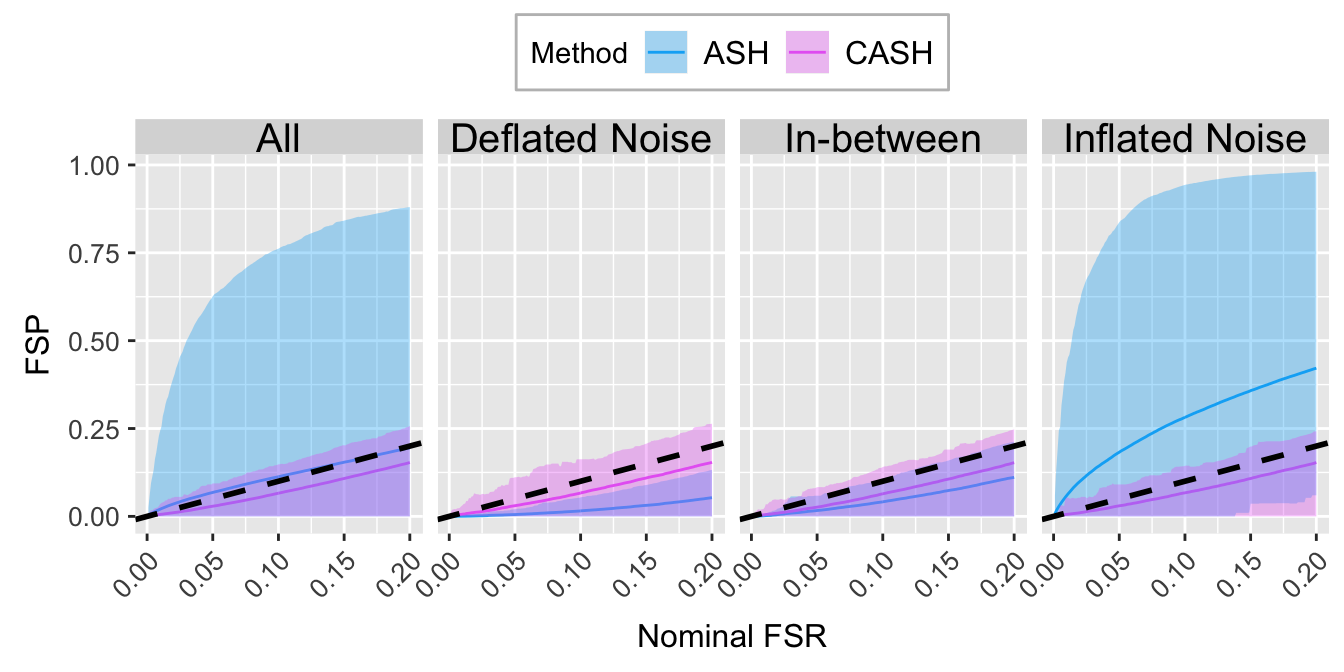 Method ASH CASH
All Deflated Noise In-between Inflated Noise
1.00
0.75
0.50
0.25
0.00
FSP
0.00 0.05 0.10 0.15 0.20 0.00 0.05 0.10 0.15 0.20 0.00 0.05 0.10 0.15 0.20 0.00 0.05 0.10 0.15 0.20
Nominal FSR